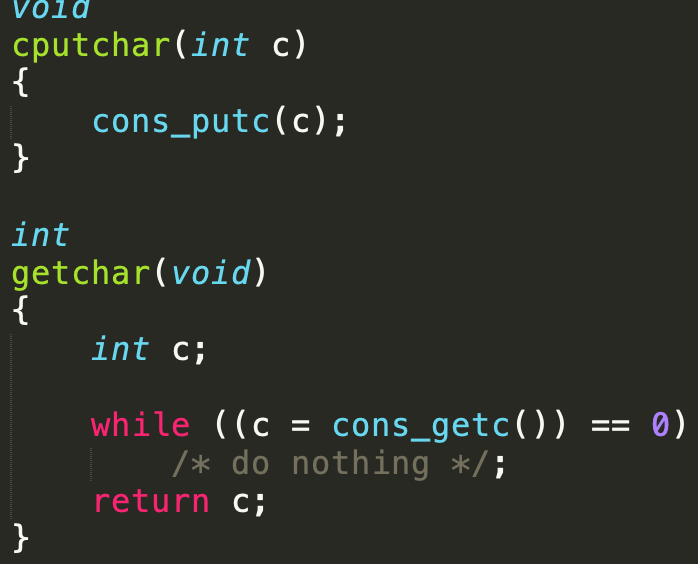 void
cputchar(int c)
{
    cons_putc(c);
}

int
getchar(void)
{
    int c;

    while ((c = cons_getc()) == 0)
        /* do nothing */;
    return c;
}